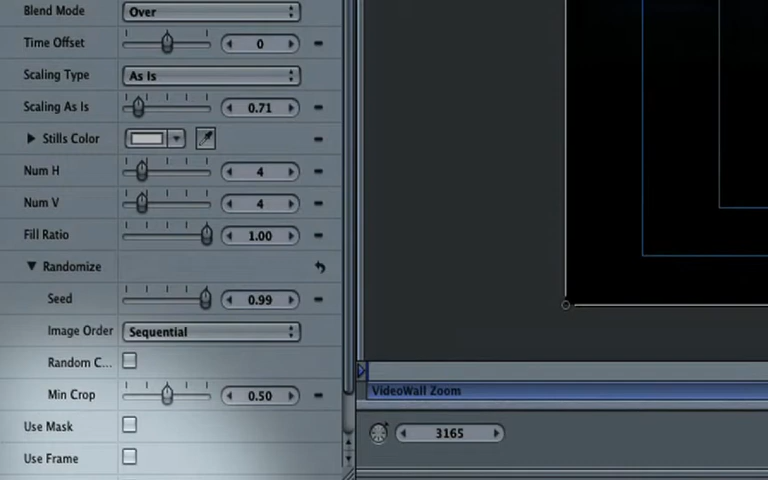 Blend Mode Over
Time Offset 0
Scaling Type As Is
Scaling As Is 0.71
Stills Color
Num H 4
Num V 4
Fill Ratio 1.00
Randomize
Seed 0.99
Image Order Sequential
Random C...
Min Crop 0.50
Use Mask
Use Frame
VideoWall Zoom
3165